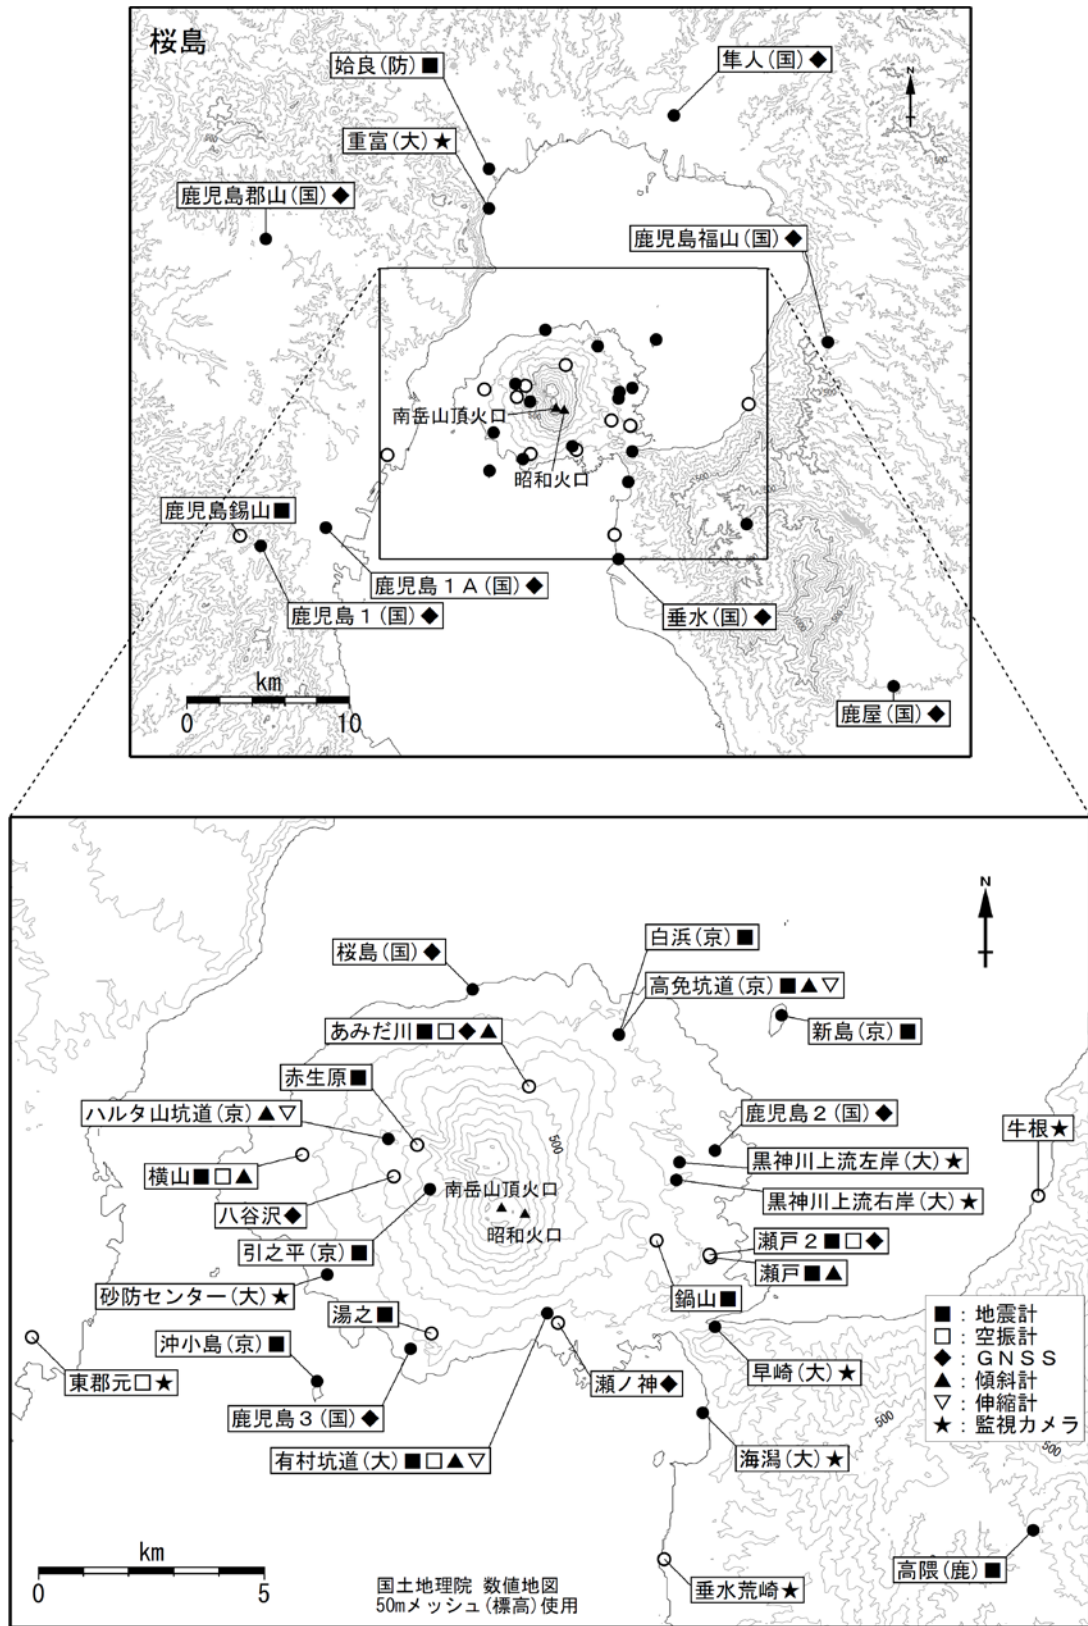 桜島
姶良(防)■
隼人(国)◆
N
重富(大)★
鹿児島郡山(国)◆
鹿児島福山(国)◆
南岳山頂火口
昭和火口
500
鹿児島錫山■
鹿児島1A(国)◆
鹿児島1(国)◆
垂水(国)◆
km
0 10
鹿屋(国)◆
N
白浜(京)■
桜島(国)◆
高免坑道(京)■▲▽
あみだ川■□◆▲
新島(京)■
赤生原■
ハルタ山坑道(京)▲▽
鹿児島2(国)◆
牛根★
500
横山■□▲
黒神川上流左岸(大)★
南岳山頂火口
黒神川上流右岸(大)★
八谷沢◆
昭和火口
引之平(京)■
瀬戸2■□◆
瀬戸■▲
砂防センター(大)★
鍋山■
湯之■
■:地震計
□:空振計
◆:GNSS
▲:傾斜計
▽:伸縮計
★:監視カメラ
沖小島(京)■
早崎(大)★
東郡元□★
瀬ノ神◆
鹿児島3(国)◆
500
有村坑道(大)■□▲▽
海潟(大)★
km
0 5
高隈(鹿)■
国土地理院 数値地図
50mメッシュ(標高)使用
垂水荒崎★